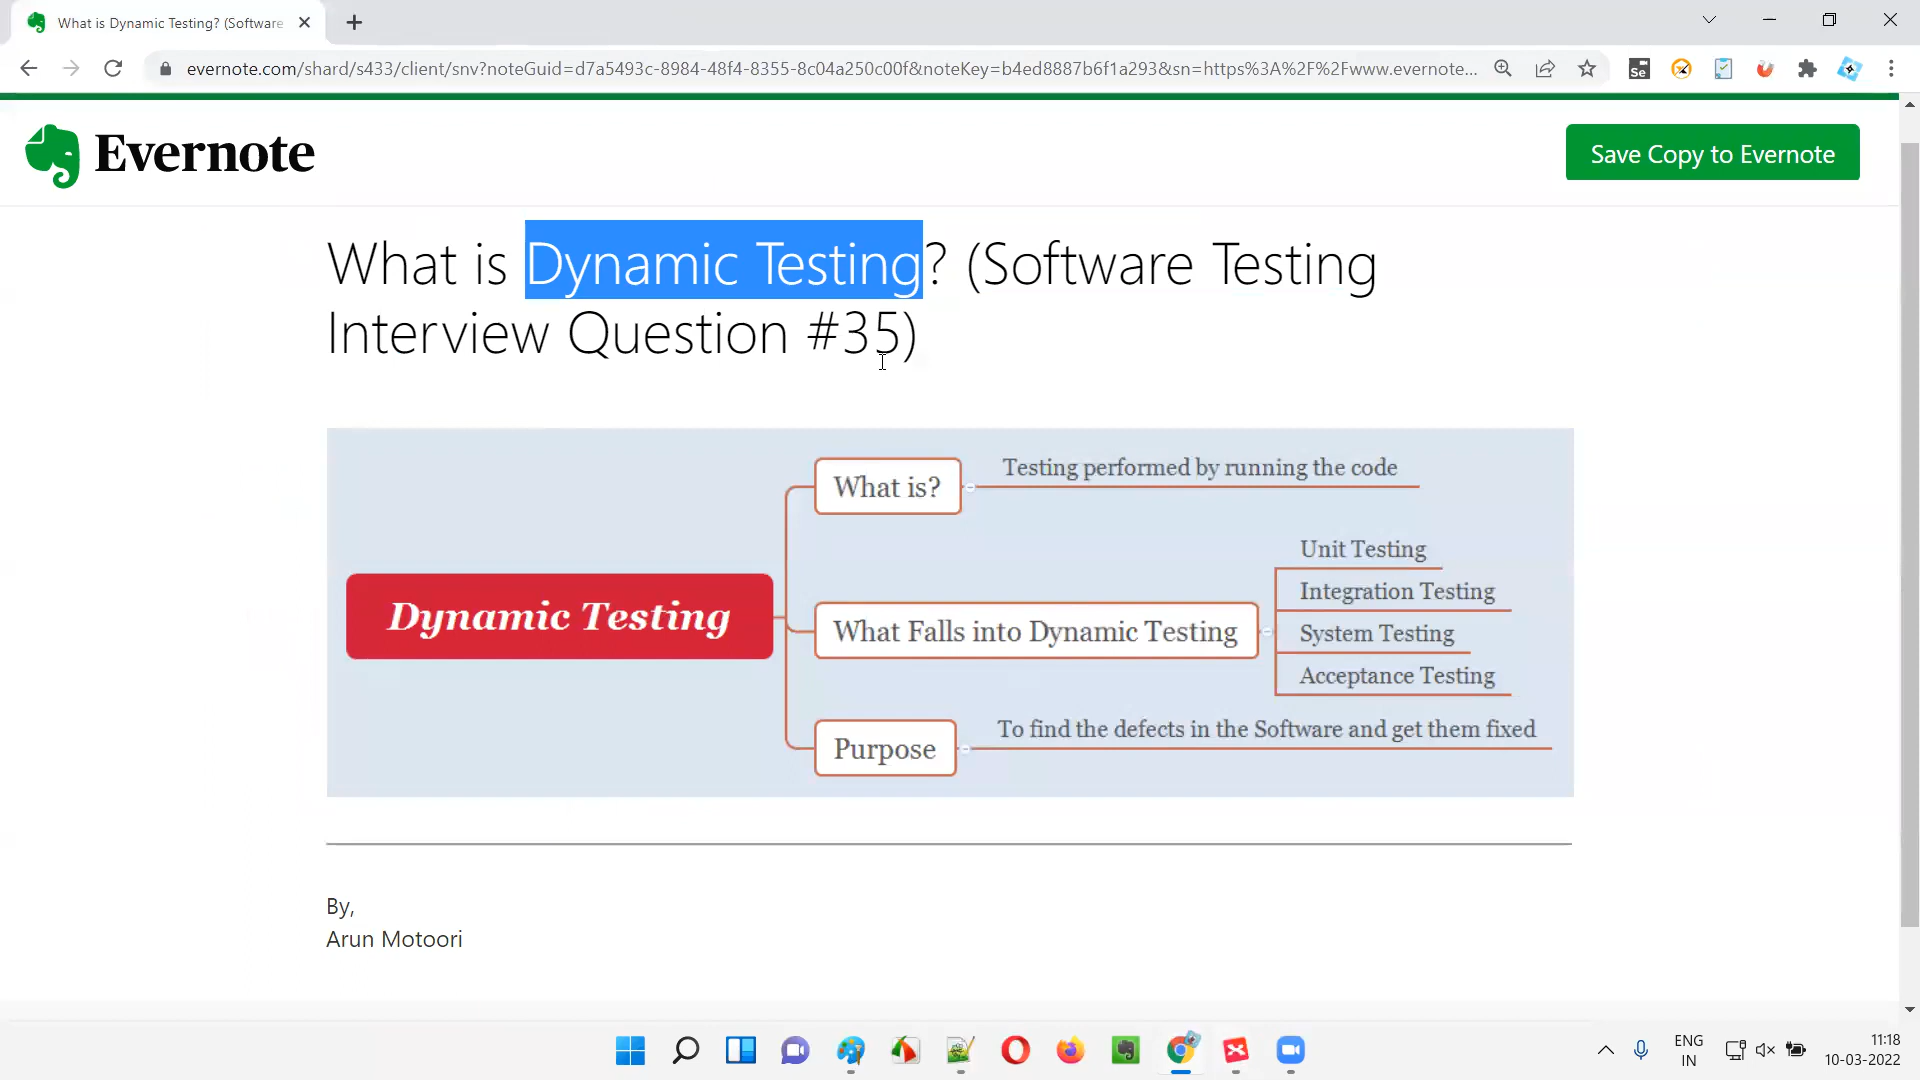 What is Dynamic Testing? (Software
evernote.com/shard/s433/client/snv?noteGuid=d7a5493c-8984-48f4-8355-8c04a250c00f&noteKey=b4ed8887b6f1a293&sn=https%3A%2F%2Fwww.evernote...
Se
Evernote
Save Copy to Evernote
What is Dynamic Testing? (Software Testing
Interview Question #35)
Dynamic Testing
What is?
Testing performed by running the code
What Falls into Dynamic Testing
Unit Testing
Integration Testing
System Testing
Acceptance Testing
Purpose
To find the defects in the Software and get them fixed
By,
Arun Motoori
ENG
IN
11:18
10-03-2022